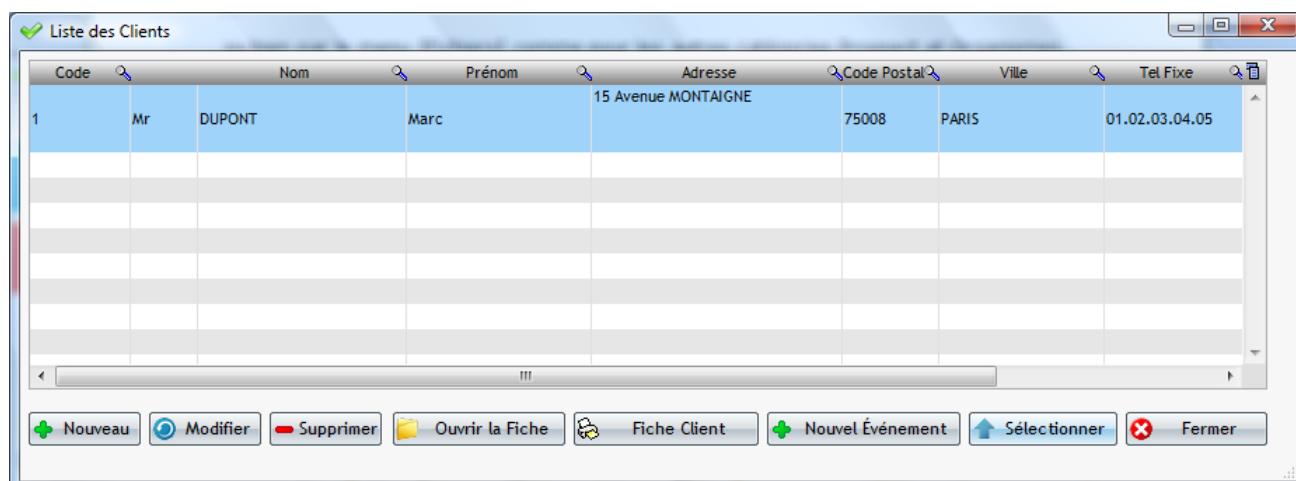 Liste des Clients
Code Nom Prénom Adresse Code Postal Ville Tel Fixe
15 Avenue MONTAIGNE
1 Mr DUPONT Marc 75008 PARIS 01.02.03.04.05
Nouveau Modifier Supprimer Ouvrir la Fiche Fiche Client Nouvel Événement Sélectionner Fermer